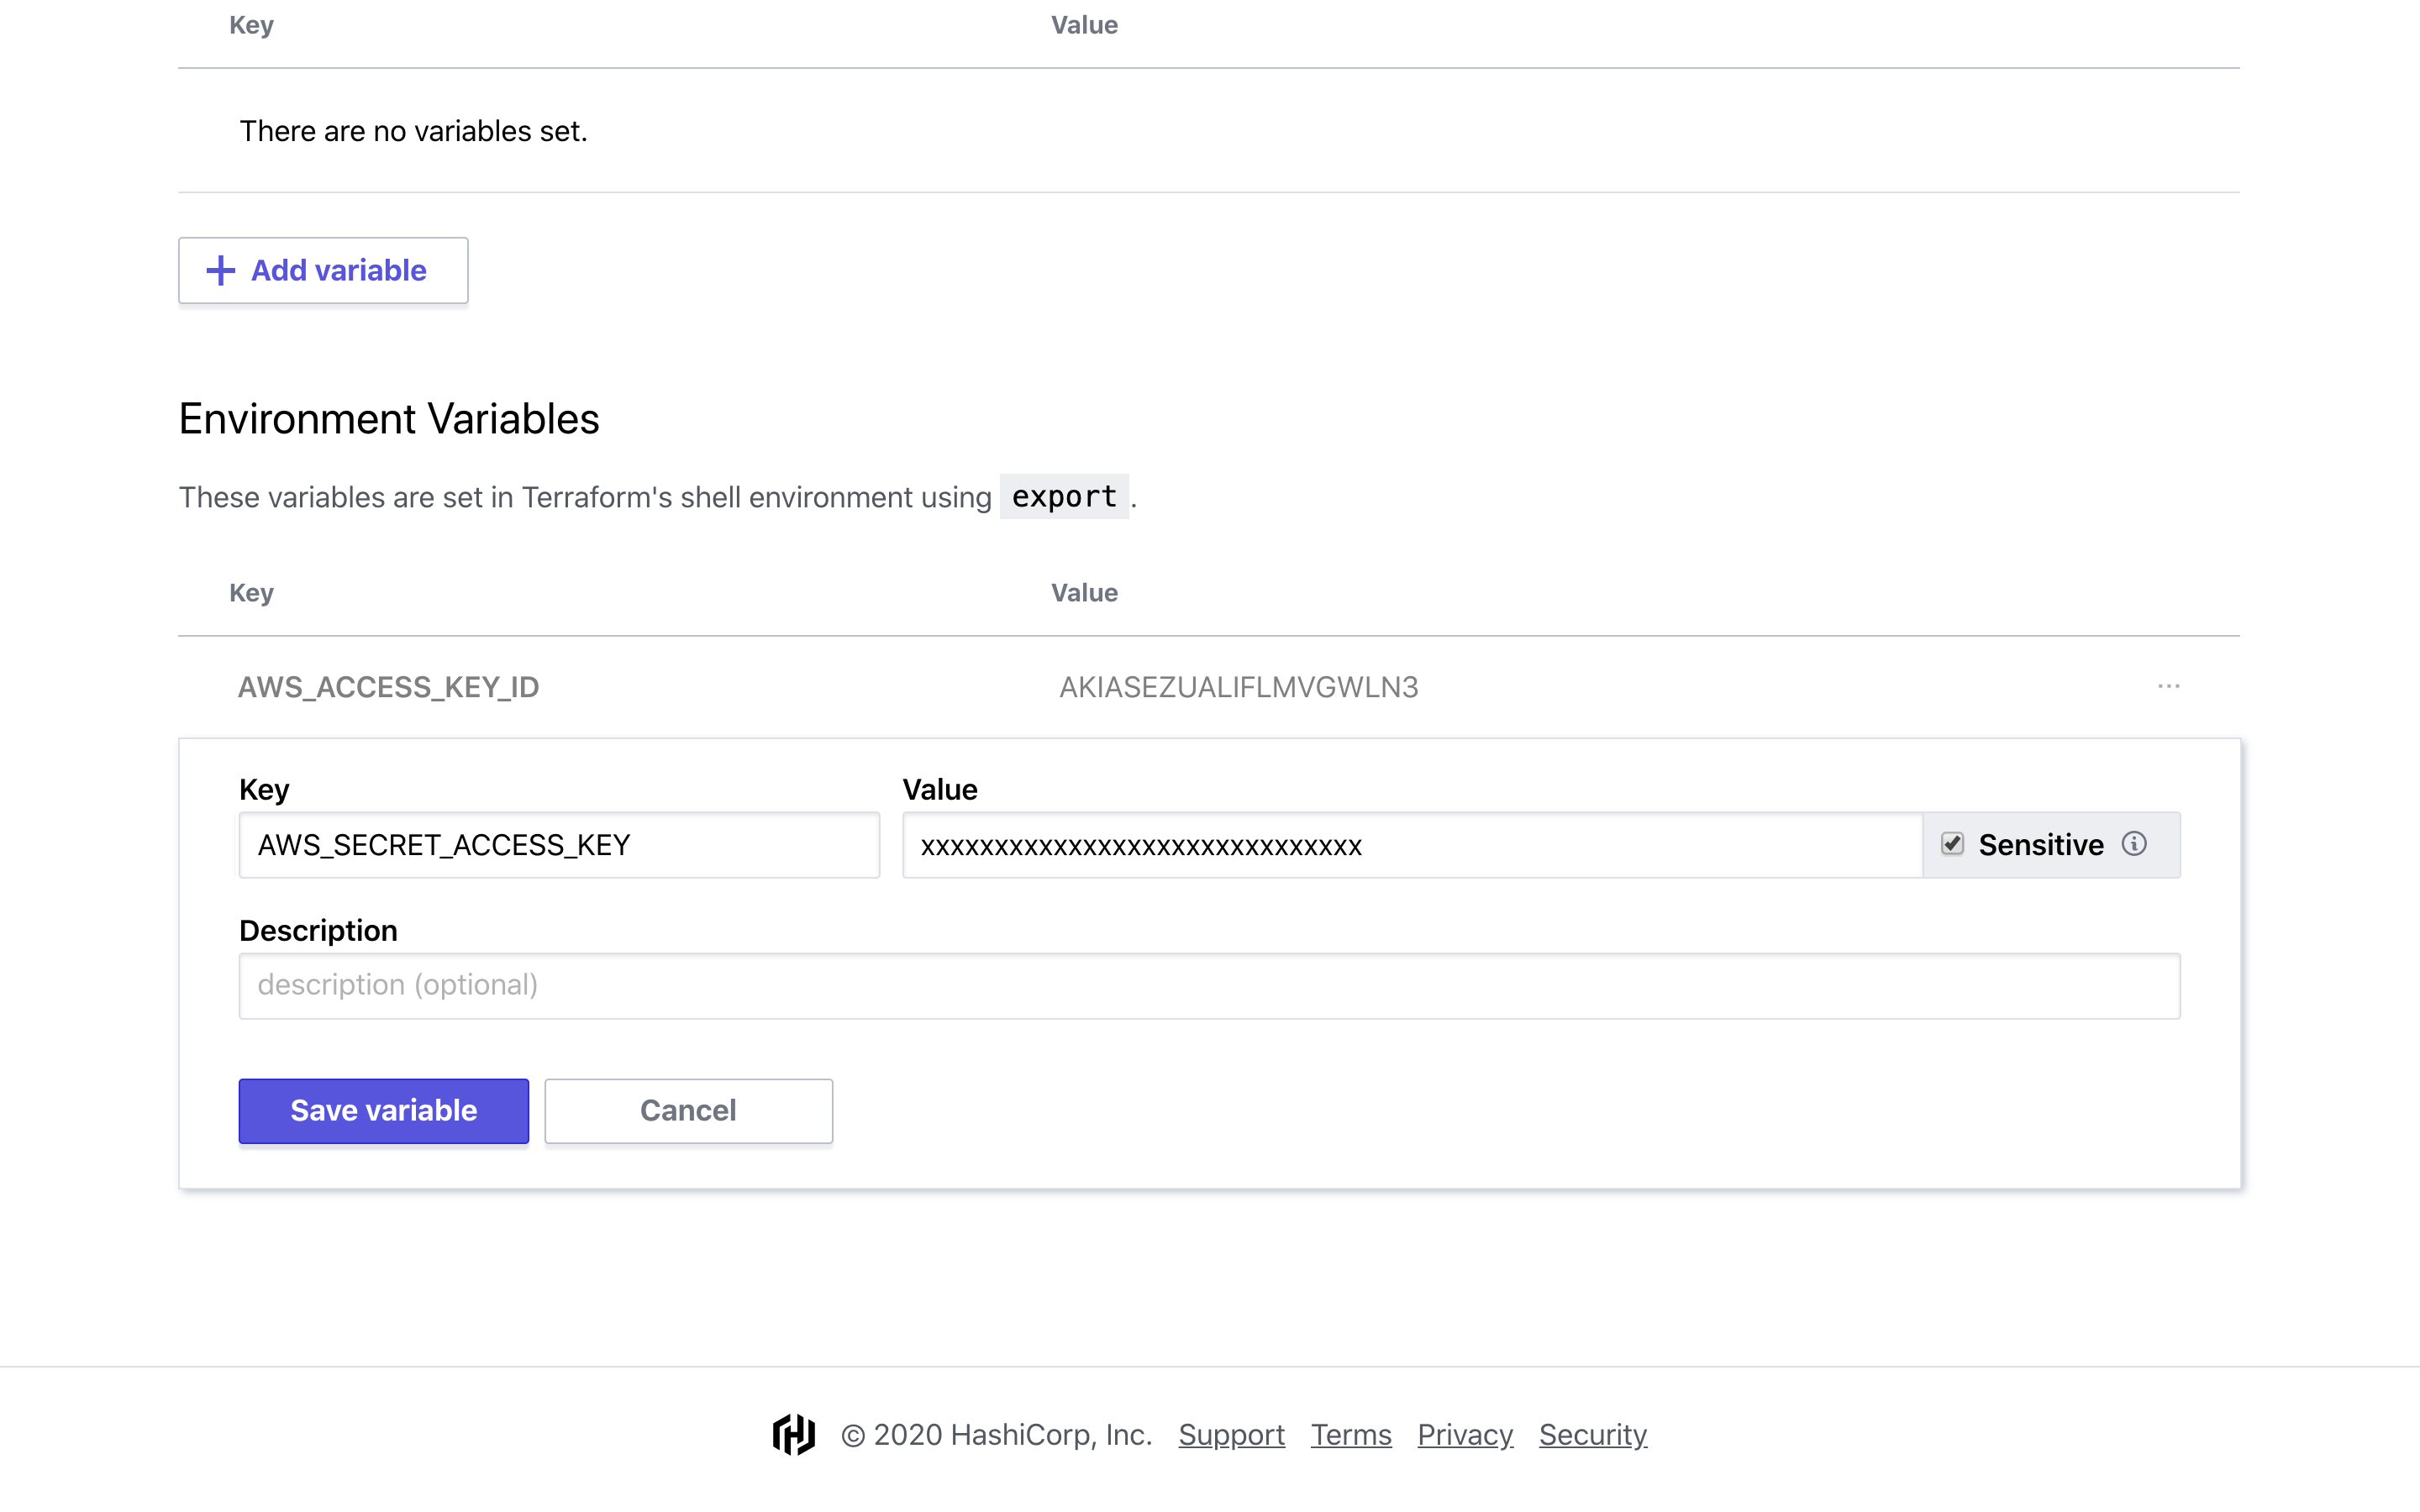 Key Value
There are no variables set.
Add variable
Environment Variables
These variables are set in Terraform's shell environment using export.
Key Value
AWS_ACCESS_KEY_ID AKIASEZUALIFLMVGWLN3 ...
Key Value
AWS_SECRET_ACCESS_KEY xxxxxxxxxxxxxxxxxxxxxxxxxxxxxx Sensitive
Description
description (optional)
Save variable Cancel
© 2020 HashiCorp, Inc. Support Terms Privacy Security